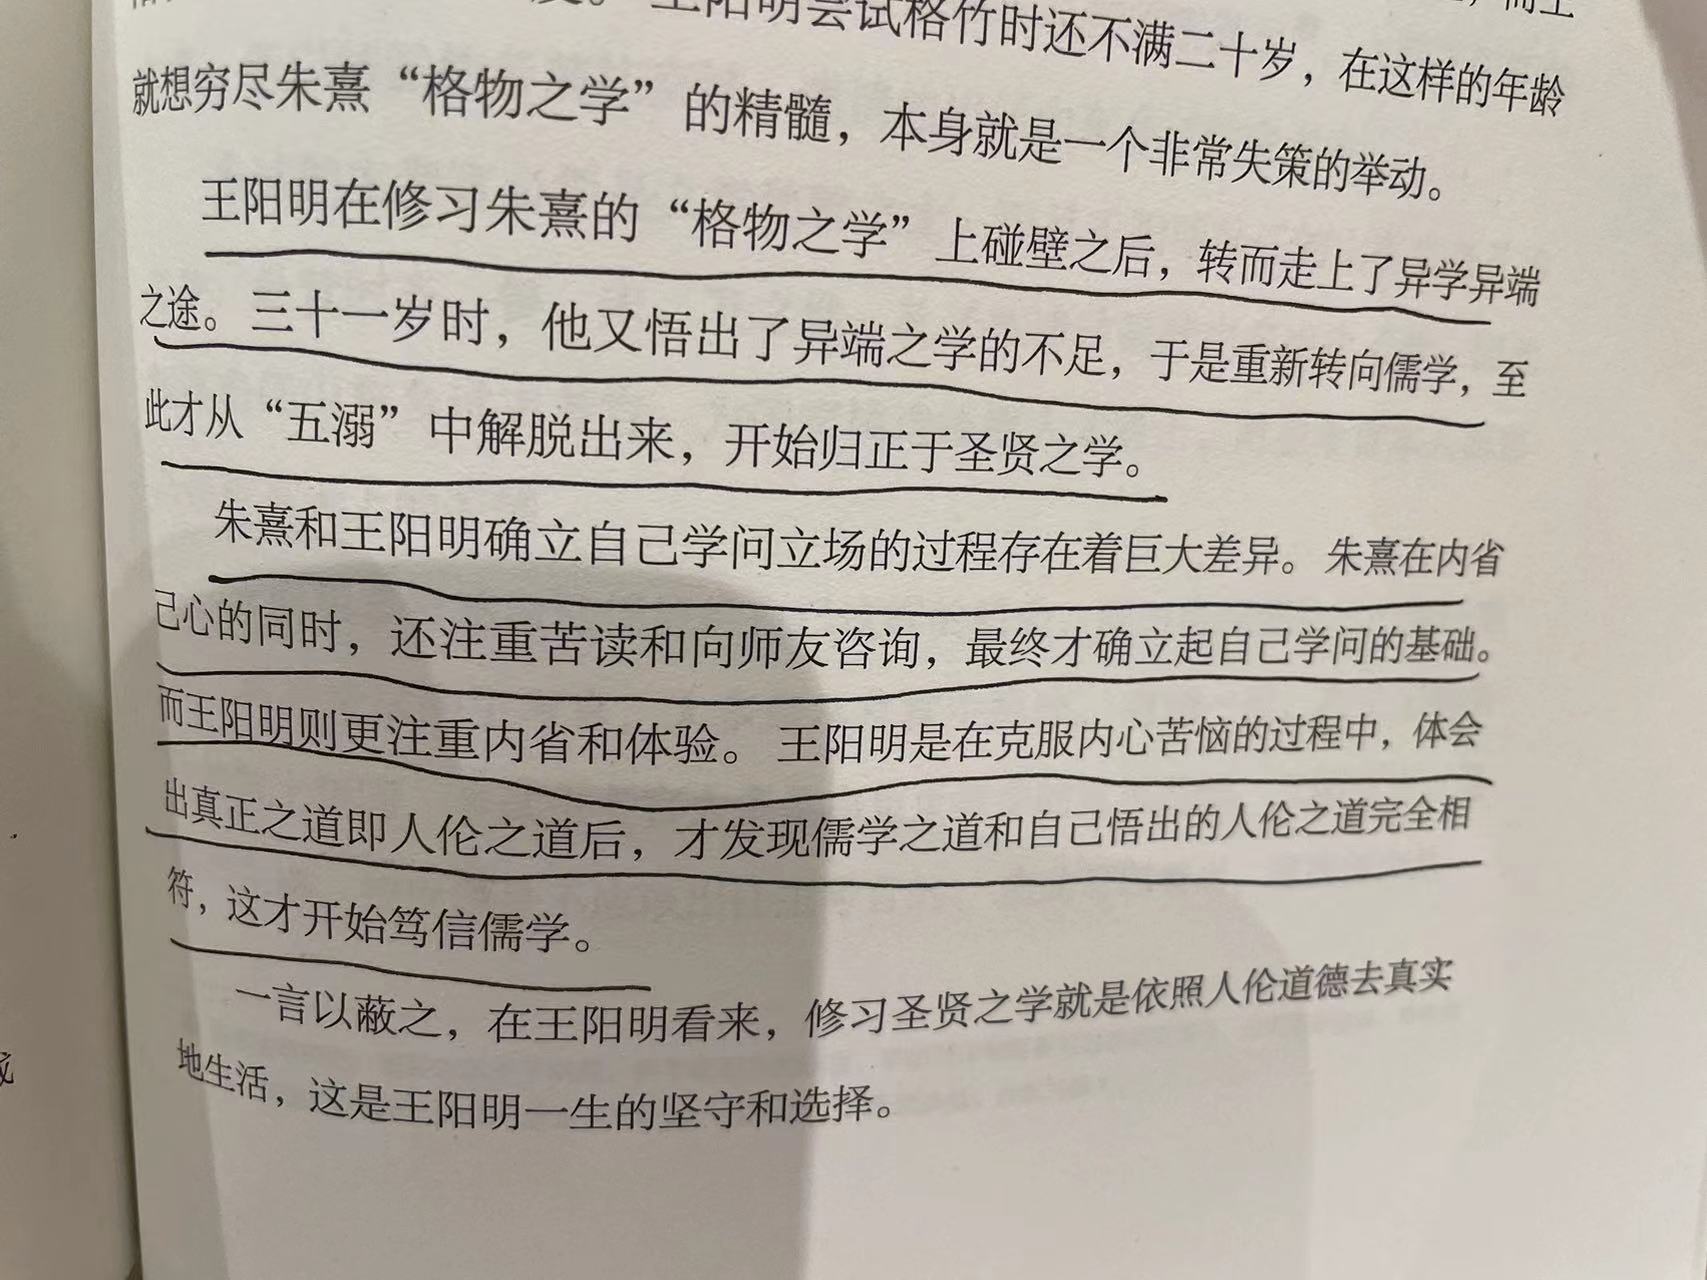 王阳明尝试格竹时还不满二十岁，在这样的年龄
就想穷尽朱熹“格物之学”的精髓，本身就是一个非常失策的举动。
王阳明在修习朱熹的“格物之学”上碰壁之后，转而走上了异学异端
之途。三十一岁时，他又悟出了异端之学的不足，于是重新转向儒学，至
此才从“五溺”中解脱出来，开始归正于圣贤之学。
朱熹和王阳明确立自己学问立场的过程存在着巨大差异。朱熹在内省
己心的同时，还注重苦读和向师友咨询，最终才确立起自己学问的基础。
而王阳明则更注重内省和体验。王阳明是在克服内心苦恼的过程中，体会
出真正之道即人伦之道后，才发现儒学之道和自己悟出的人伦之道完全相
符，这才开始笃信儒学。
一言以蔽之，在王阳明看来，修习圣贤之学就是依照人伦道德去真实
地生活，这是王阳明一生的坚守和选择。